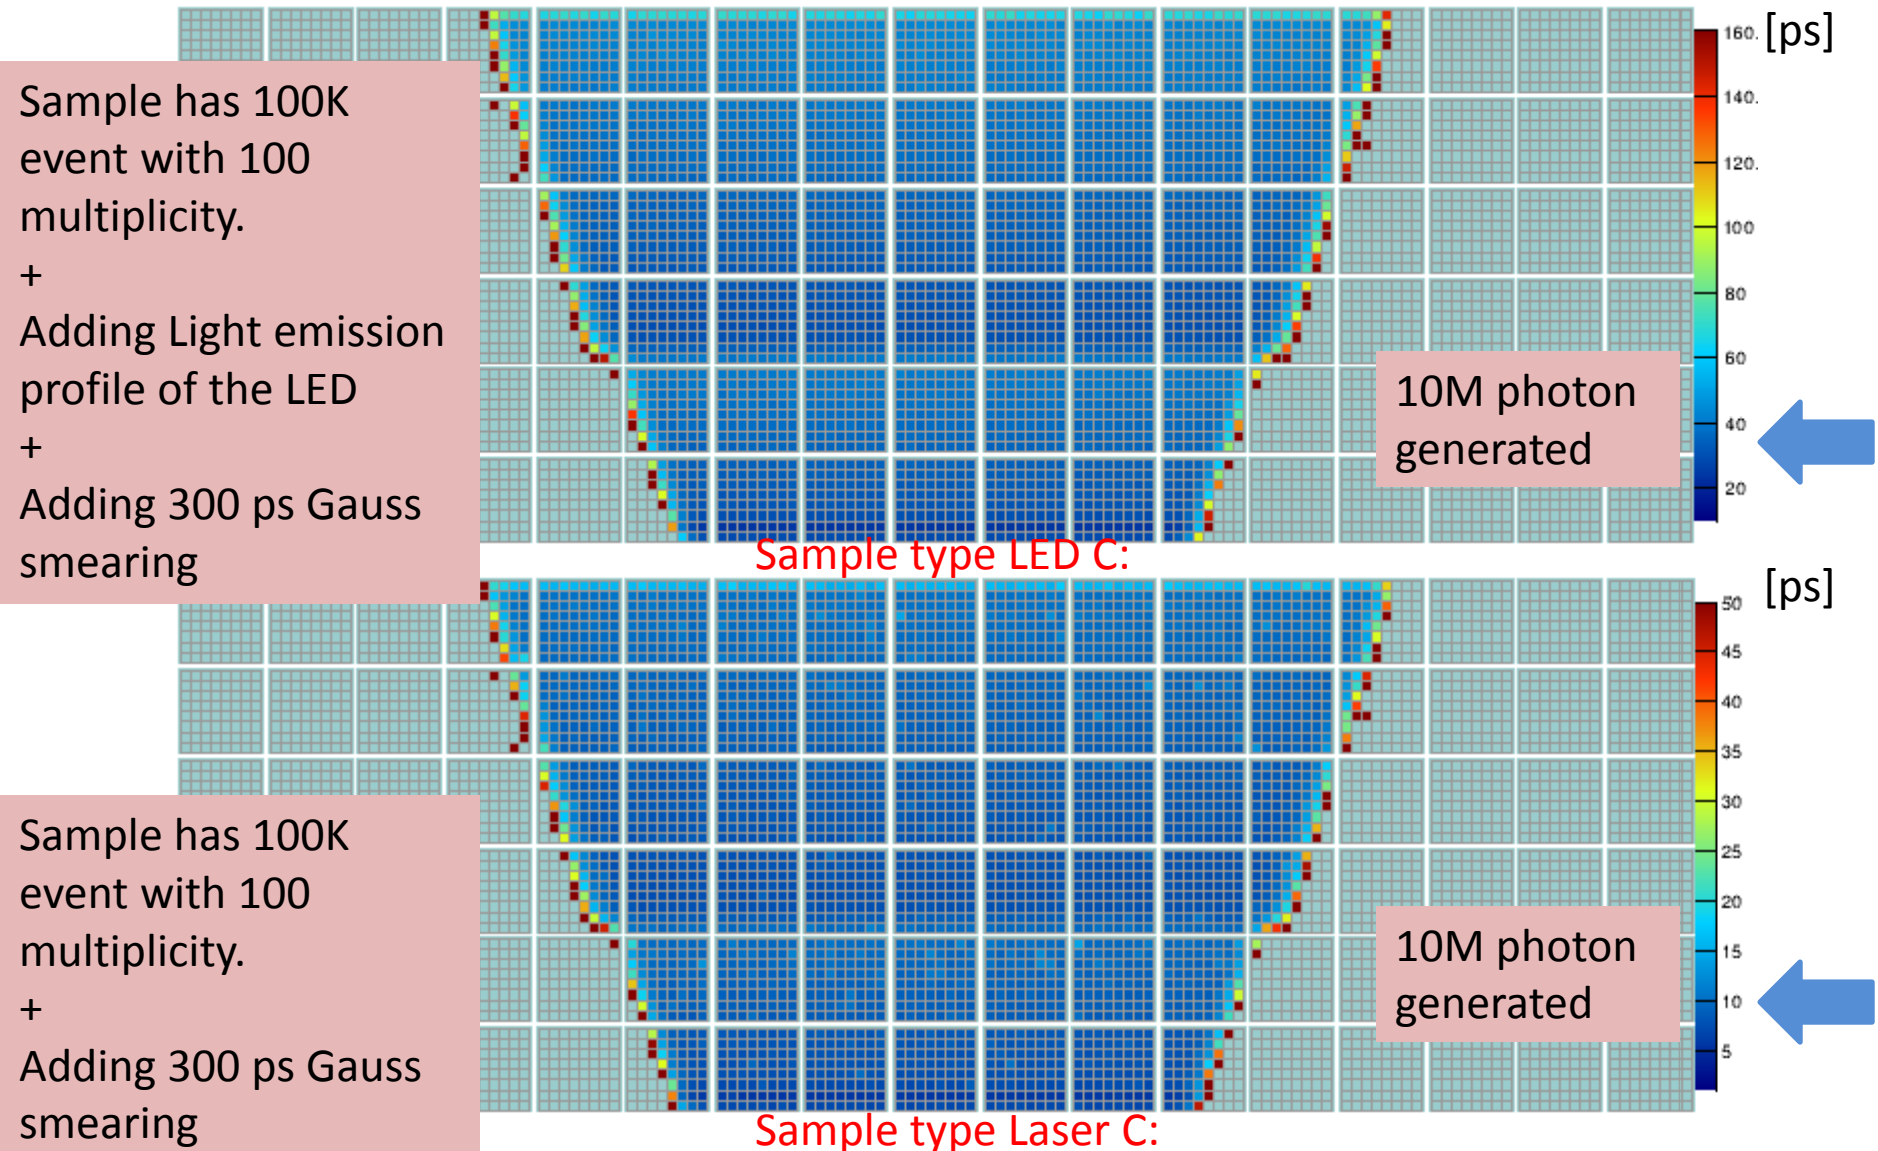 Sample has 100K
event with 100
multiplicity.
+
Adding Light emission
profile of the LED
+
Adding 300 ps Gauss
smearing
[ps]
160.
140.
120.
100
80
60
40
20
10M photon
generated
Sample type LED C:
Sample has 100K
event with 100
multiplicity.
+
Adding 300 ps Gauss
smearing
[ps]
50
45
40
35
30
25
20
15
10
5
10M photon
generated
Sample type Laser C: